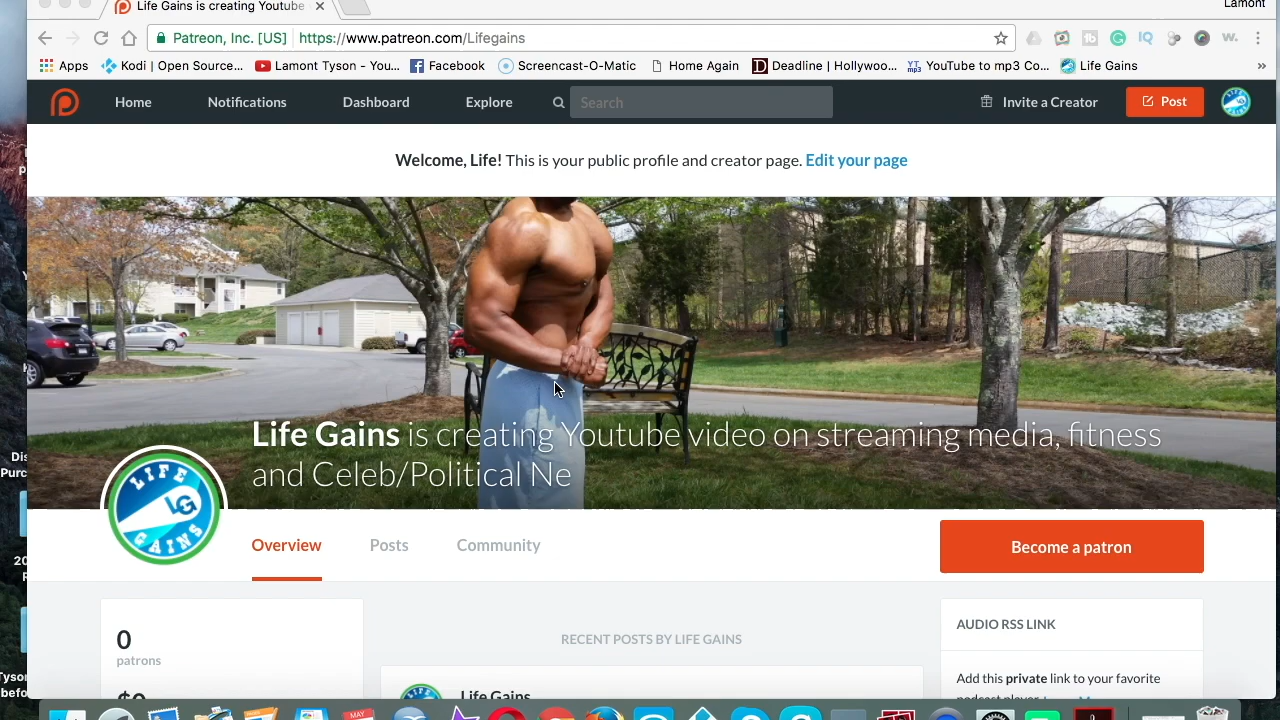 Lamont
Life Gains is creating Youtube
Patreon, Inc. [US] https://www.patreon.com/Lifegains
Apps Kodi | Open Source... Lamont Tyson - You... Facebook Screencast-O-Matic Home Again Deadline | Hollywoo... YouTube to mp3 Co... Life Gains »
Home Notifications Dashboard Explore Search Invite a Creator Post
Welcome, Life! This is your public profile and creator page. Edit your page
Life Gains is creating Youtube video on streaming media, fitness
and Celeb/Political Ne
LIFE
LG
GAINS
Overview Posts Community Become a patron
0
patrons
RECENT POSTS BY LIFE GAINS
Life Gains
AUDIO RSS LINK
Add this private link to your favorite
MAY